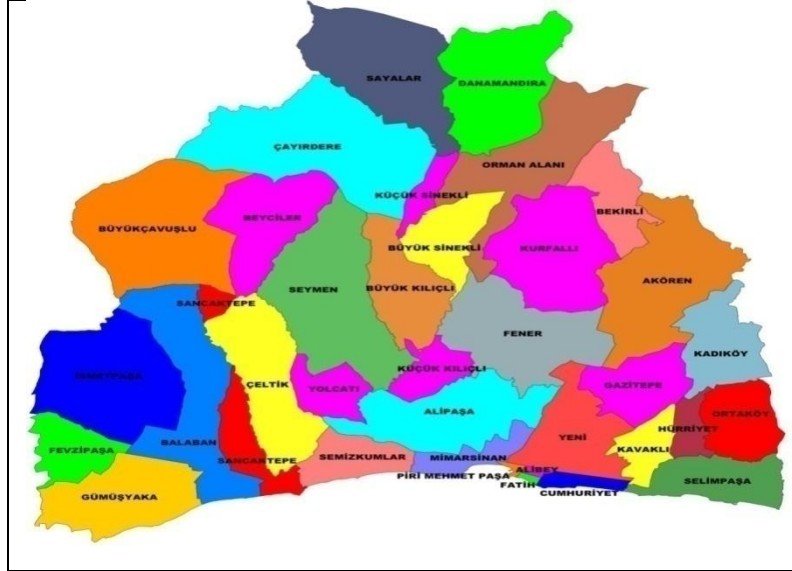 SAYALAR
DANAMANDIRA
ÇAYIRDERE
ORMAN ALANI
KÜÇÜK SİNEKLİ
BEKİRLİ
BEYCİLER
BÜYÜKÇAVUŞLU
BÜYÜK SİNEKLİ
KURFALLI
AKÖREN
SEYMEN
BÜYÜK KILIÇLI
SANCAKTEPE
FENER
KADIKÖY
KÜÇÜK KILIÇLI
İSMETPAŞA
ÇELTİK
YOLÇATI
GAZİTEPE
ALİPAŞA
ORTAKÖY
HÜRRİYET
YENİ
BALABAN
FEVZİPAŞA
KAVAKLI
SEMİZKUMLAR
MİMARSİNAN
SANCAKTEPE
ALİBEY
PİRİ MEHMET PAŞA
SELİMPAŞA
FATİH
CUMHURİYET
GÜMÜŞYAKA